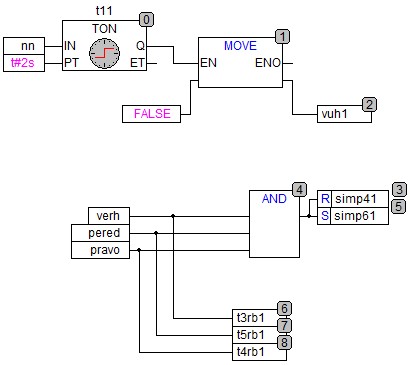 t11
0
TON
nn IN Q
t#2s PT ET
1
MOVE
EN ENO
FALSE
2
vuh1
4
AND
3
R simp41
5
S simp61
verh
pered
pravo
6
t3rb1
7
t5rb1
8
t4rb1